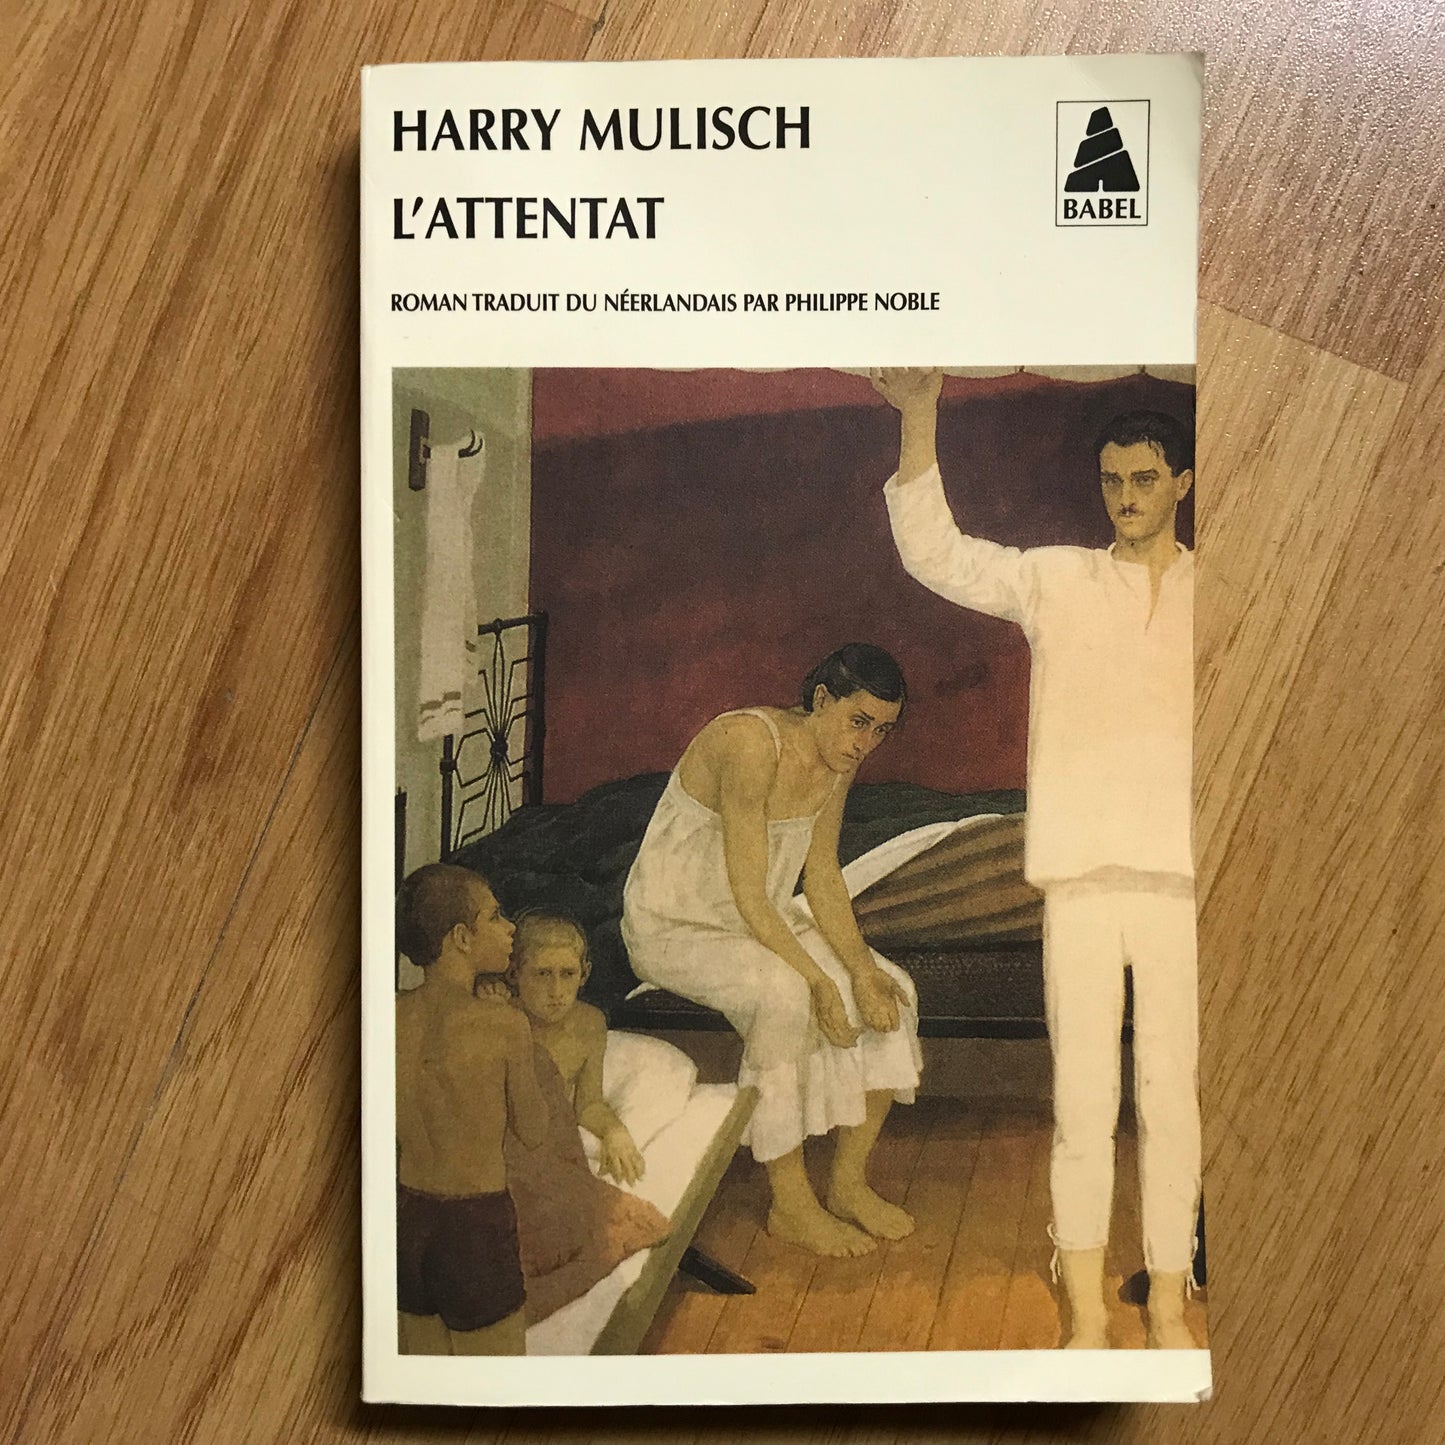 HARRY MULISCH
L'ATTENTAT
ROMAN TRADUIT DU NÉERLANDAIS PAR PHILIPPE NOBLE
BABEL